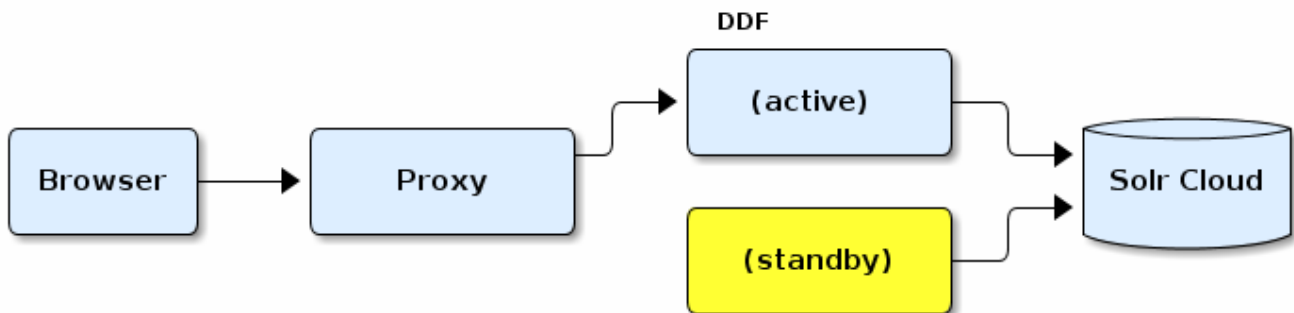 DDF
(active)
Browser
Proxy
Solr Cloud
(standby)